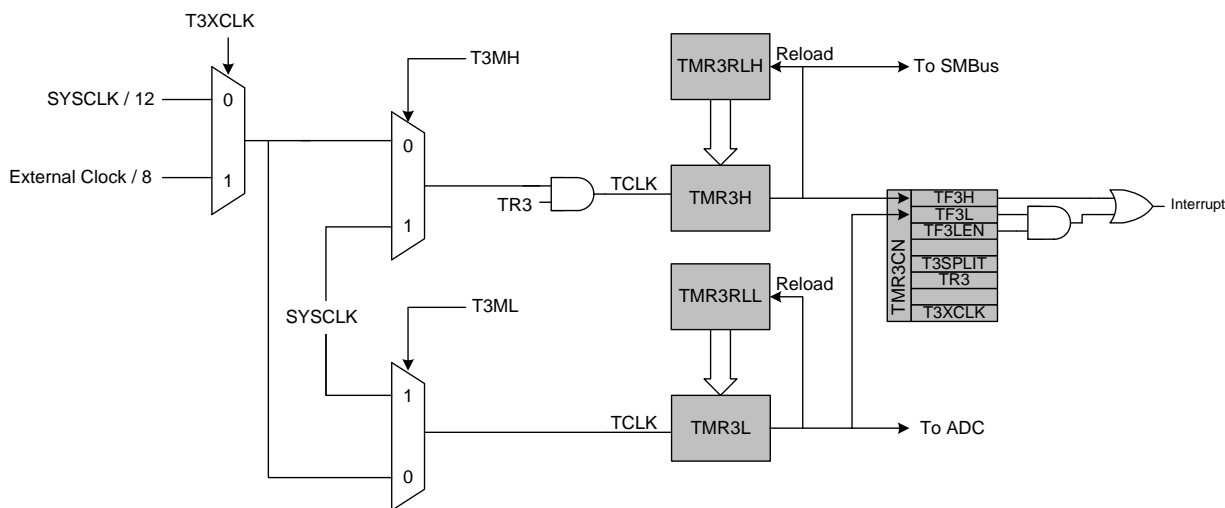 T3XCLK
SYSCLK / 12
0
External Clock / 8
1
T3MH
0
1
TR3
TCLK
TMR3RLH
Reload
To SMBus
TMR3H
SYSCLK
T3ML
1
0
TCLK
TMR3RLL
Reload
TMR3L
To ADC
TMR3CN
TF3H
TF3L
TF3LEN
T3SPLIT
TR3
T3XCLK
Interrupt